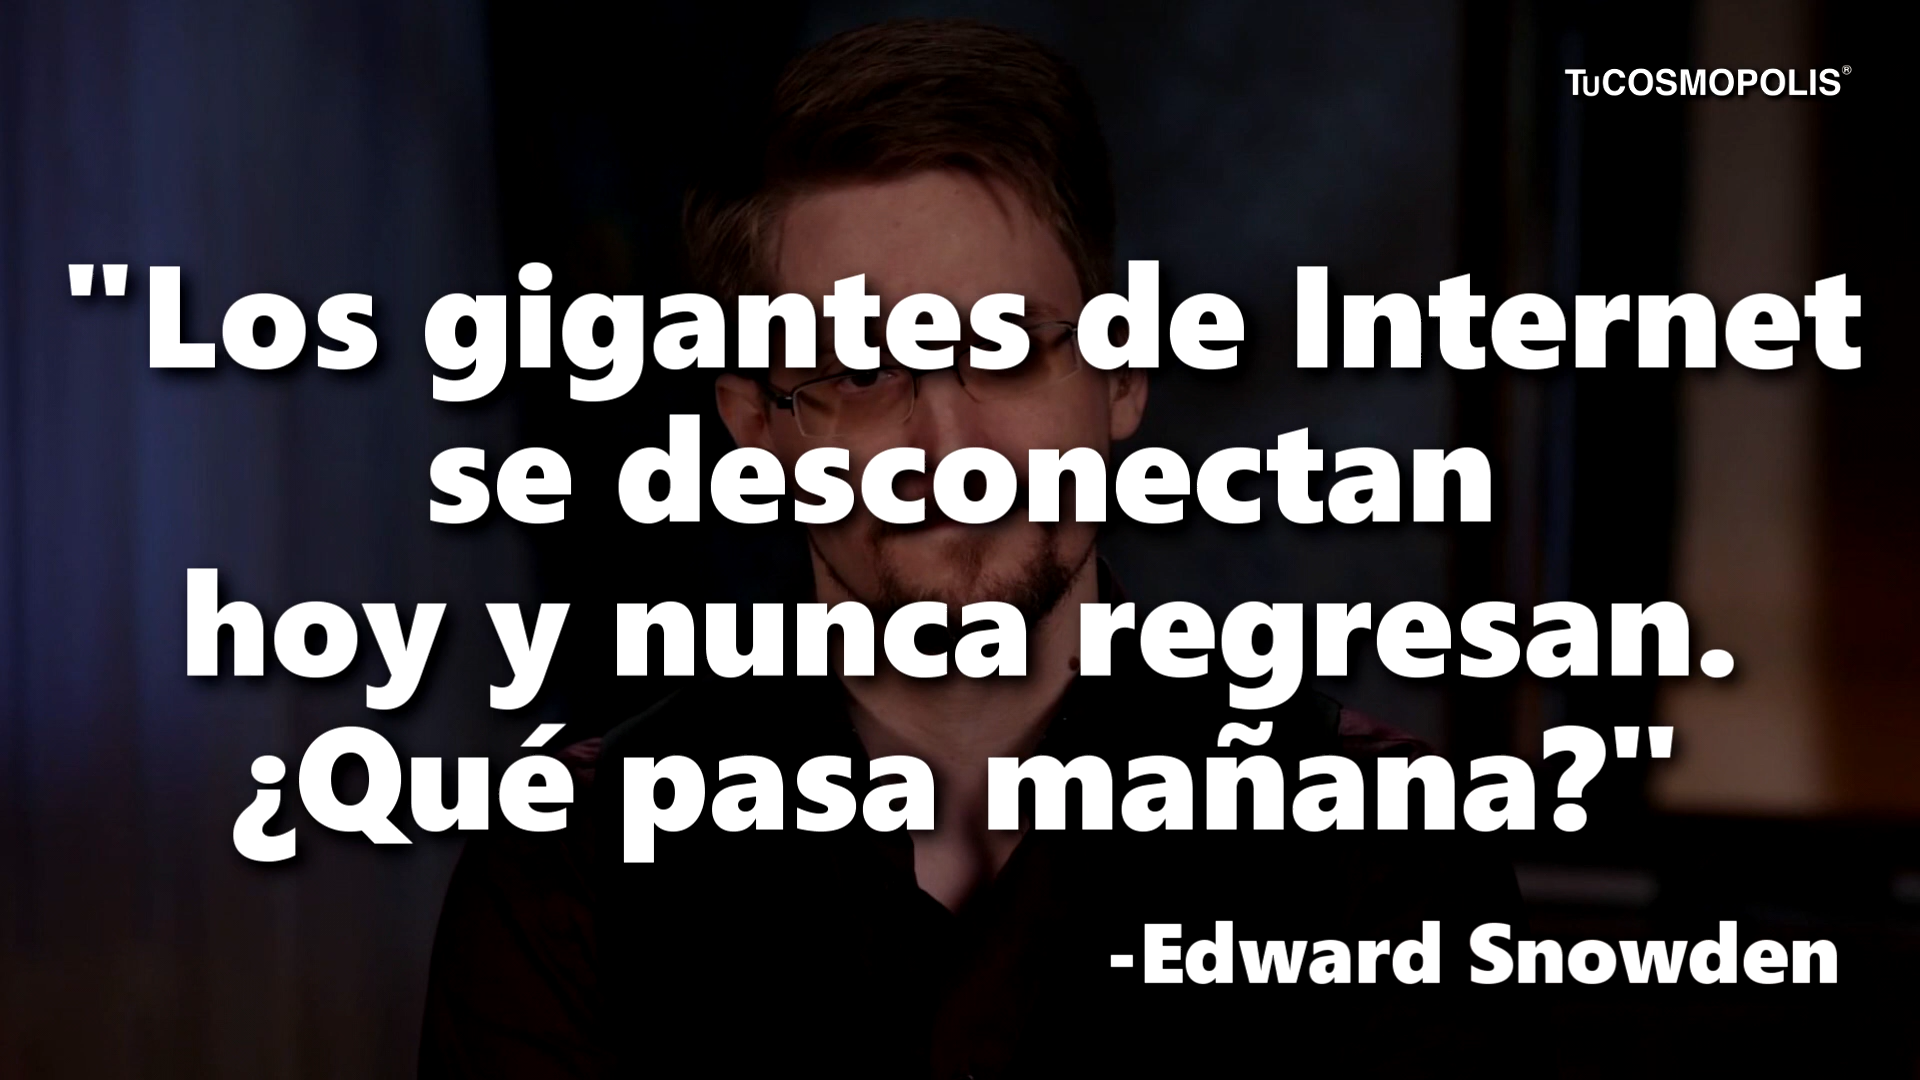 TuCOSMOPOLIS®
"Los gigantes de Internet
se desconectan
hoy y nunca regresan.
¿Qué pasa mañana?"
-Edward Snowden